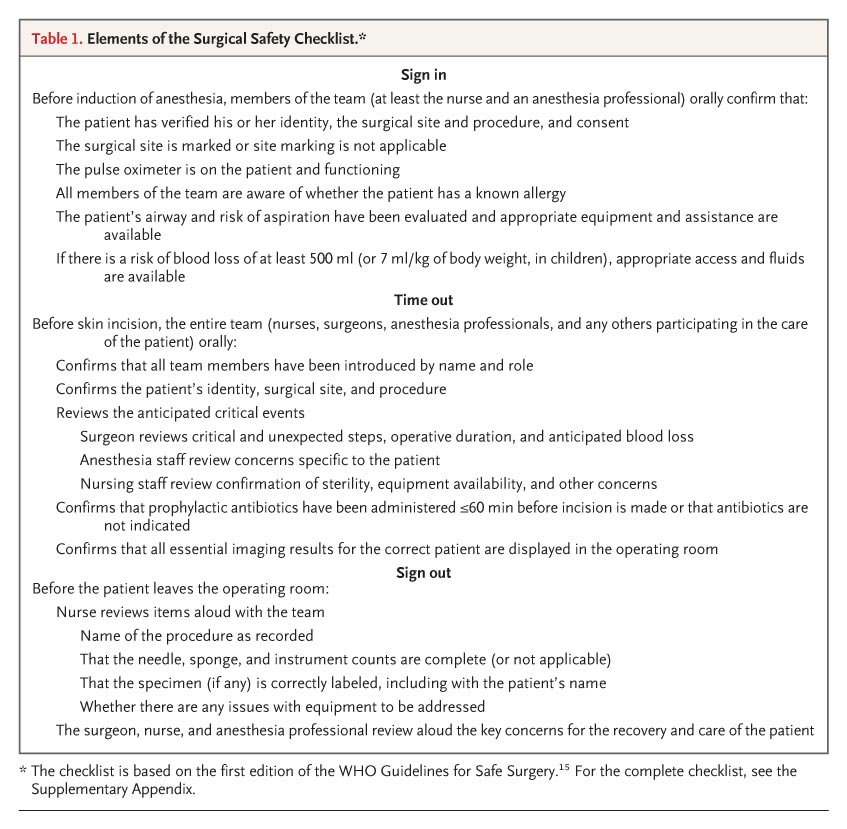 Table 1. Elements of the Surgical Safety Checklist.*
Sign in
Before induction of anesthesia, members of the team (at least the nurse and an anesthesia professional) orally confirm that:
The patient has verified his or her identity, the surgical site and procedure, and consent
The surgical site is marked or site marking is not applicable
The pulse oximeter is on the patient and functioning
All members of the team are aware of whether the patient has a known allergy
The patient's airway and risk of aspiration have been evaluated and appropriate equipment and assistance are
available
If there is a risk of blood loss of at least 500 ml (or 7 ml/kg of body weight, in children), appropriate access and fluids
are available
Time out
Before skin incision, the entire team (nurses, surgeons, anesthesia professionals, and any others participating in the care
of the patient) orally:
Confirms that all team members have been introduced by name and role
Confirms the patient's identity, surgical site, and procedure
Reviews the anticipated critical events
Surgeon reviews critical and unexpected steps, operative duration, and anticipated blood loss
Anesthesia staff review concerns specific to the patient
Nursing staff review confirmation of sterility, equipment availability, and other concerns
Confirms that prophylactic antibiotics have been administered ≤60 min before incision is made or that antibiotics are
not indicated
Confirms that all essential imaging results for the correct patient are displayed in the operating room
Sign out
Before the patient leaves the operating room:
Nurse reviews items aloud with the team
Name of the procedure as recorded
That the needle, sponge, and instrument counts are complete (or not applicable)
That the specimen (if any) is correctly labeled, including with the patient's name
Whether there are any issues with equipment to be addressed
The surgeon, nurse, and anesthesia professional review aloud the key concerns for the recovery and care of the patient
* The checklist is based on the first edition of the WHO Guidelines for Safe Surgery.¹⁵ For the complete checklist, see the
Supplementary Appendix.